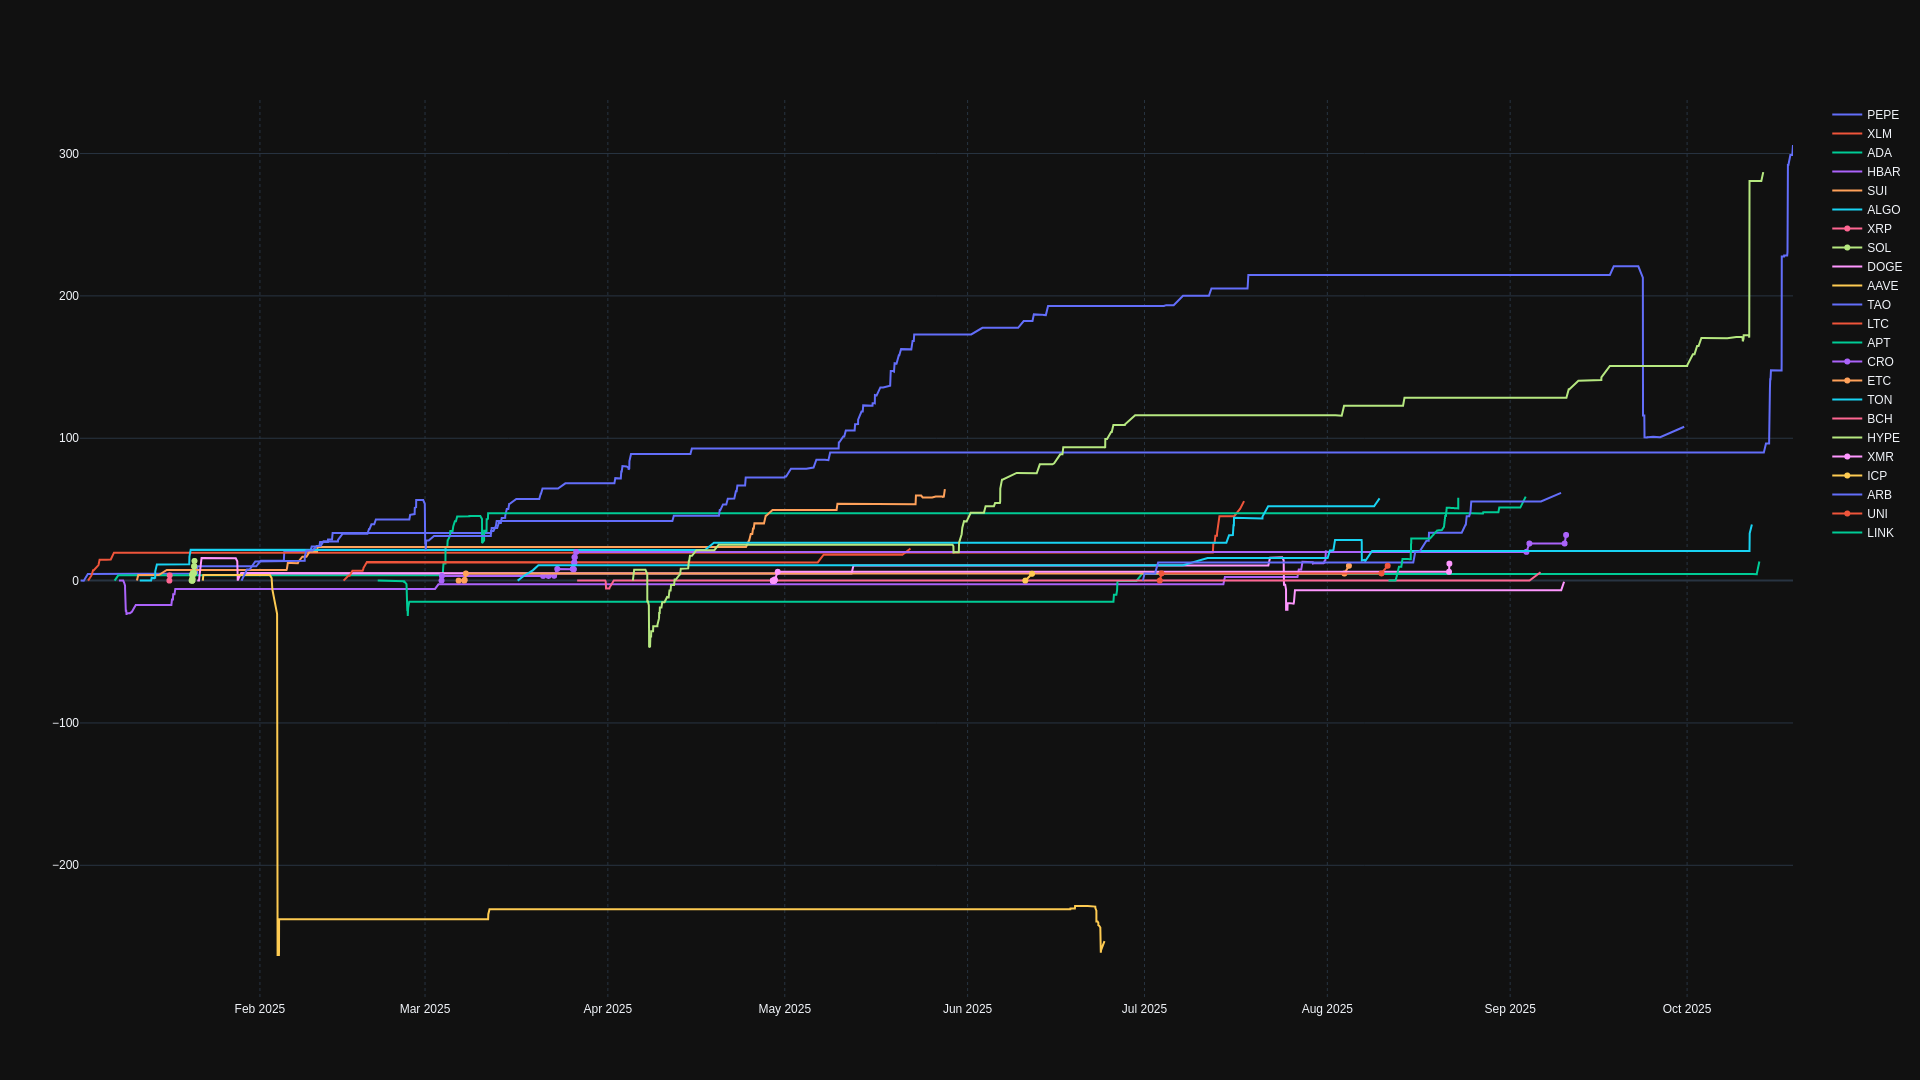 300
200
100
0
−100
−200
Feb 2025
Mar 2025
Apr 2025
May 2025
Jun 2025
Jul 2025
Aug 2025
Sep 2025
Oct 2025
PEPE
XLM
ADA
HBAR
SUI
ALGO
XRP
SOL
DOGE
AAVE
TAO
LTC
APT
CRO
ETC
TON
BCH
HYPE
XMR
ICP
ARB
UNI
LINK